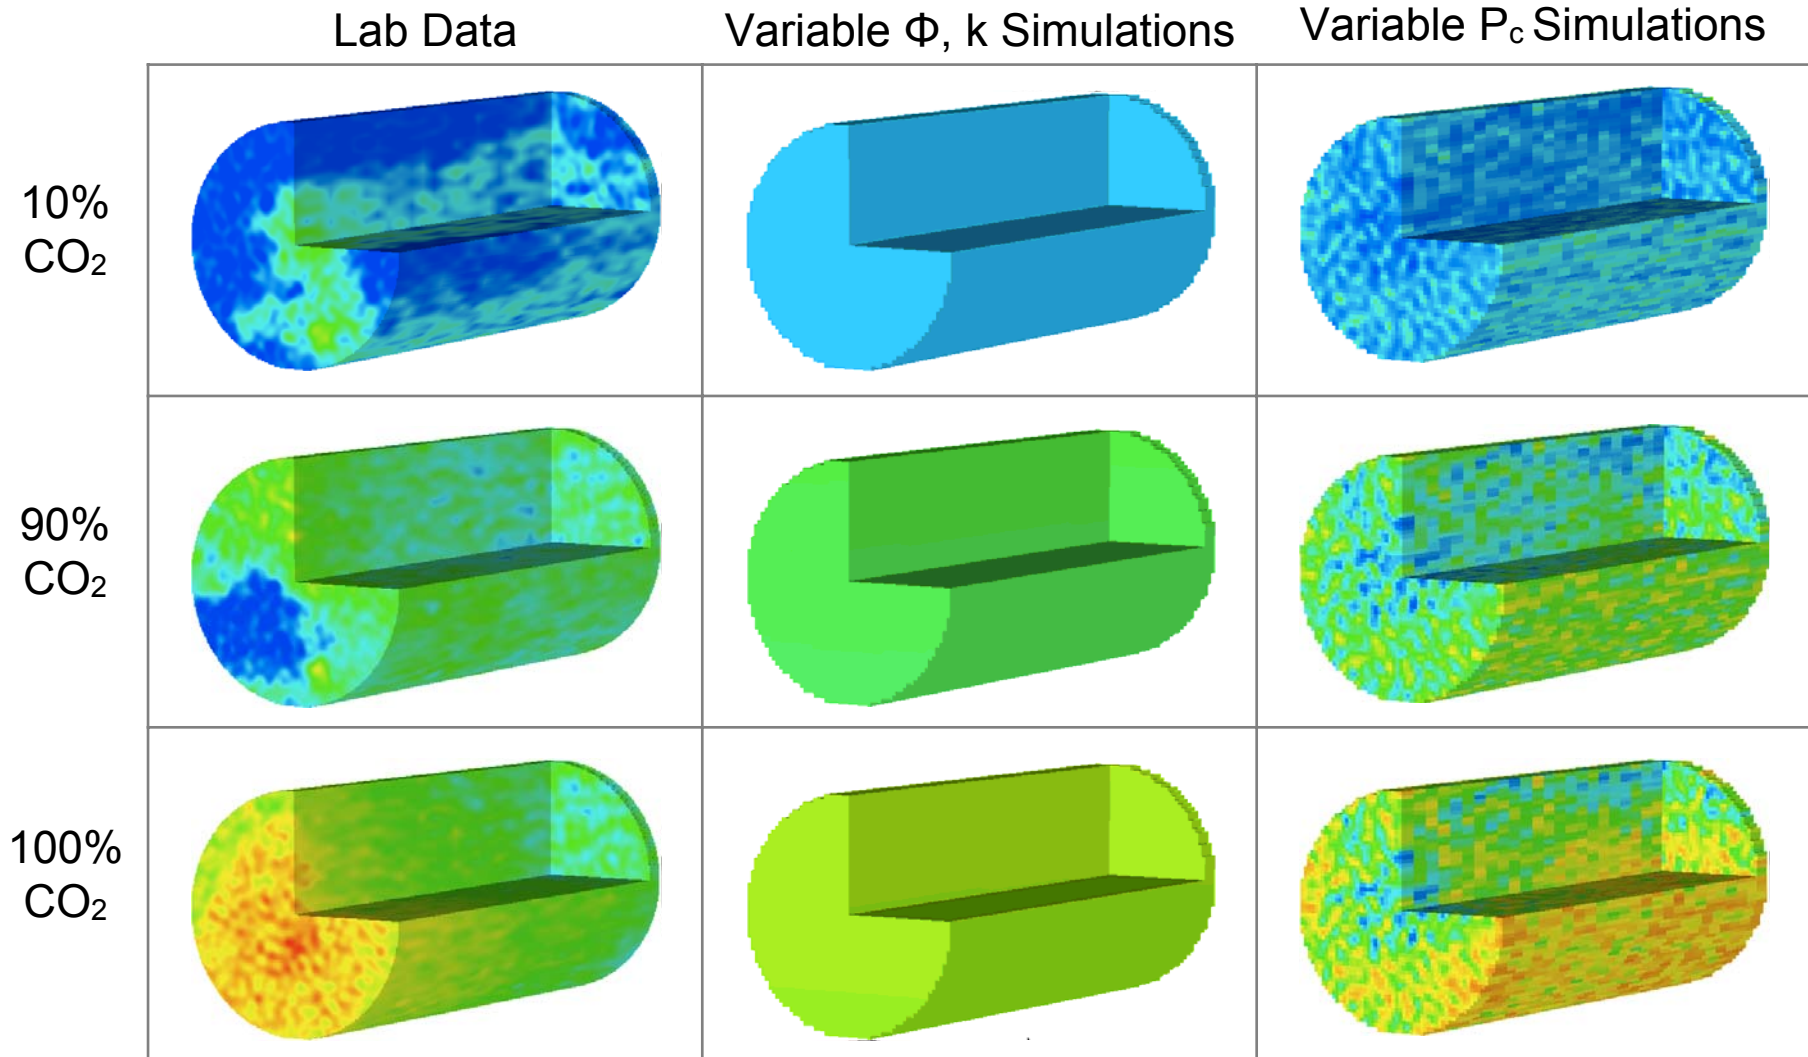 Lab Data
Variable Φ, k Simulations
Variable Pc Simulations
10%
CO2
90%
CO2
100%
CO2